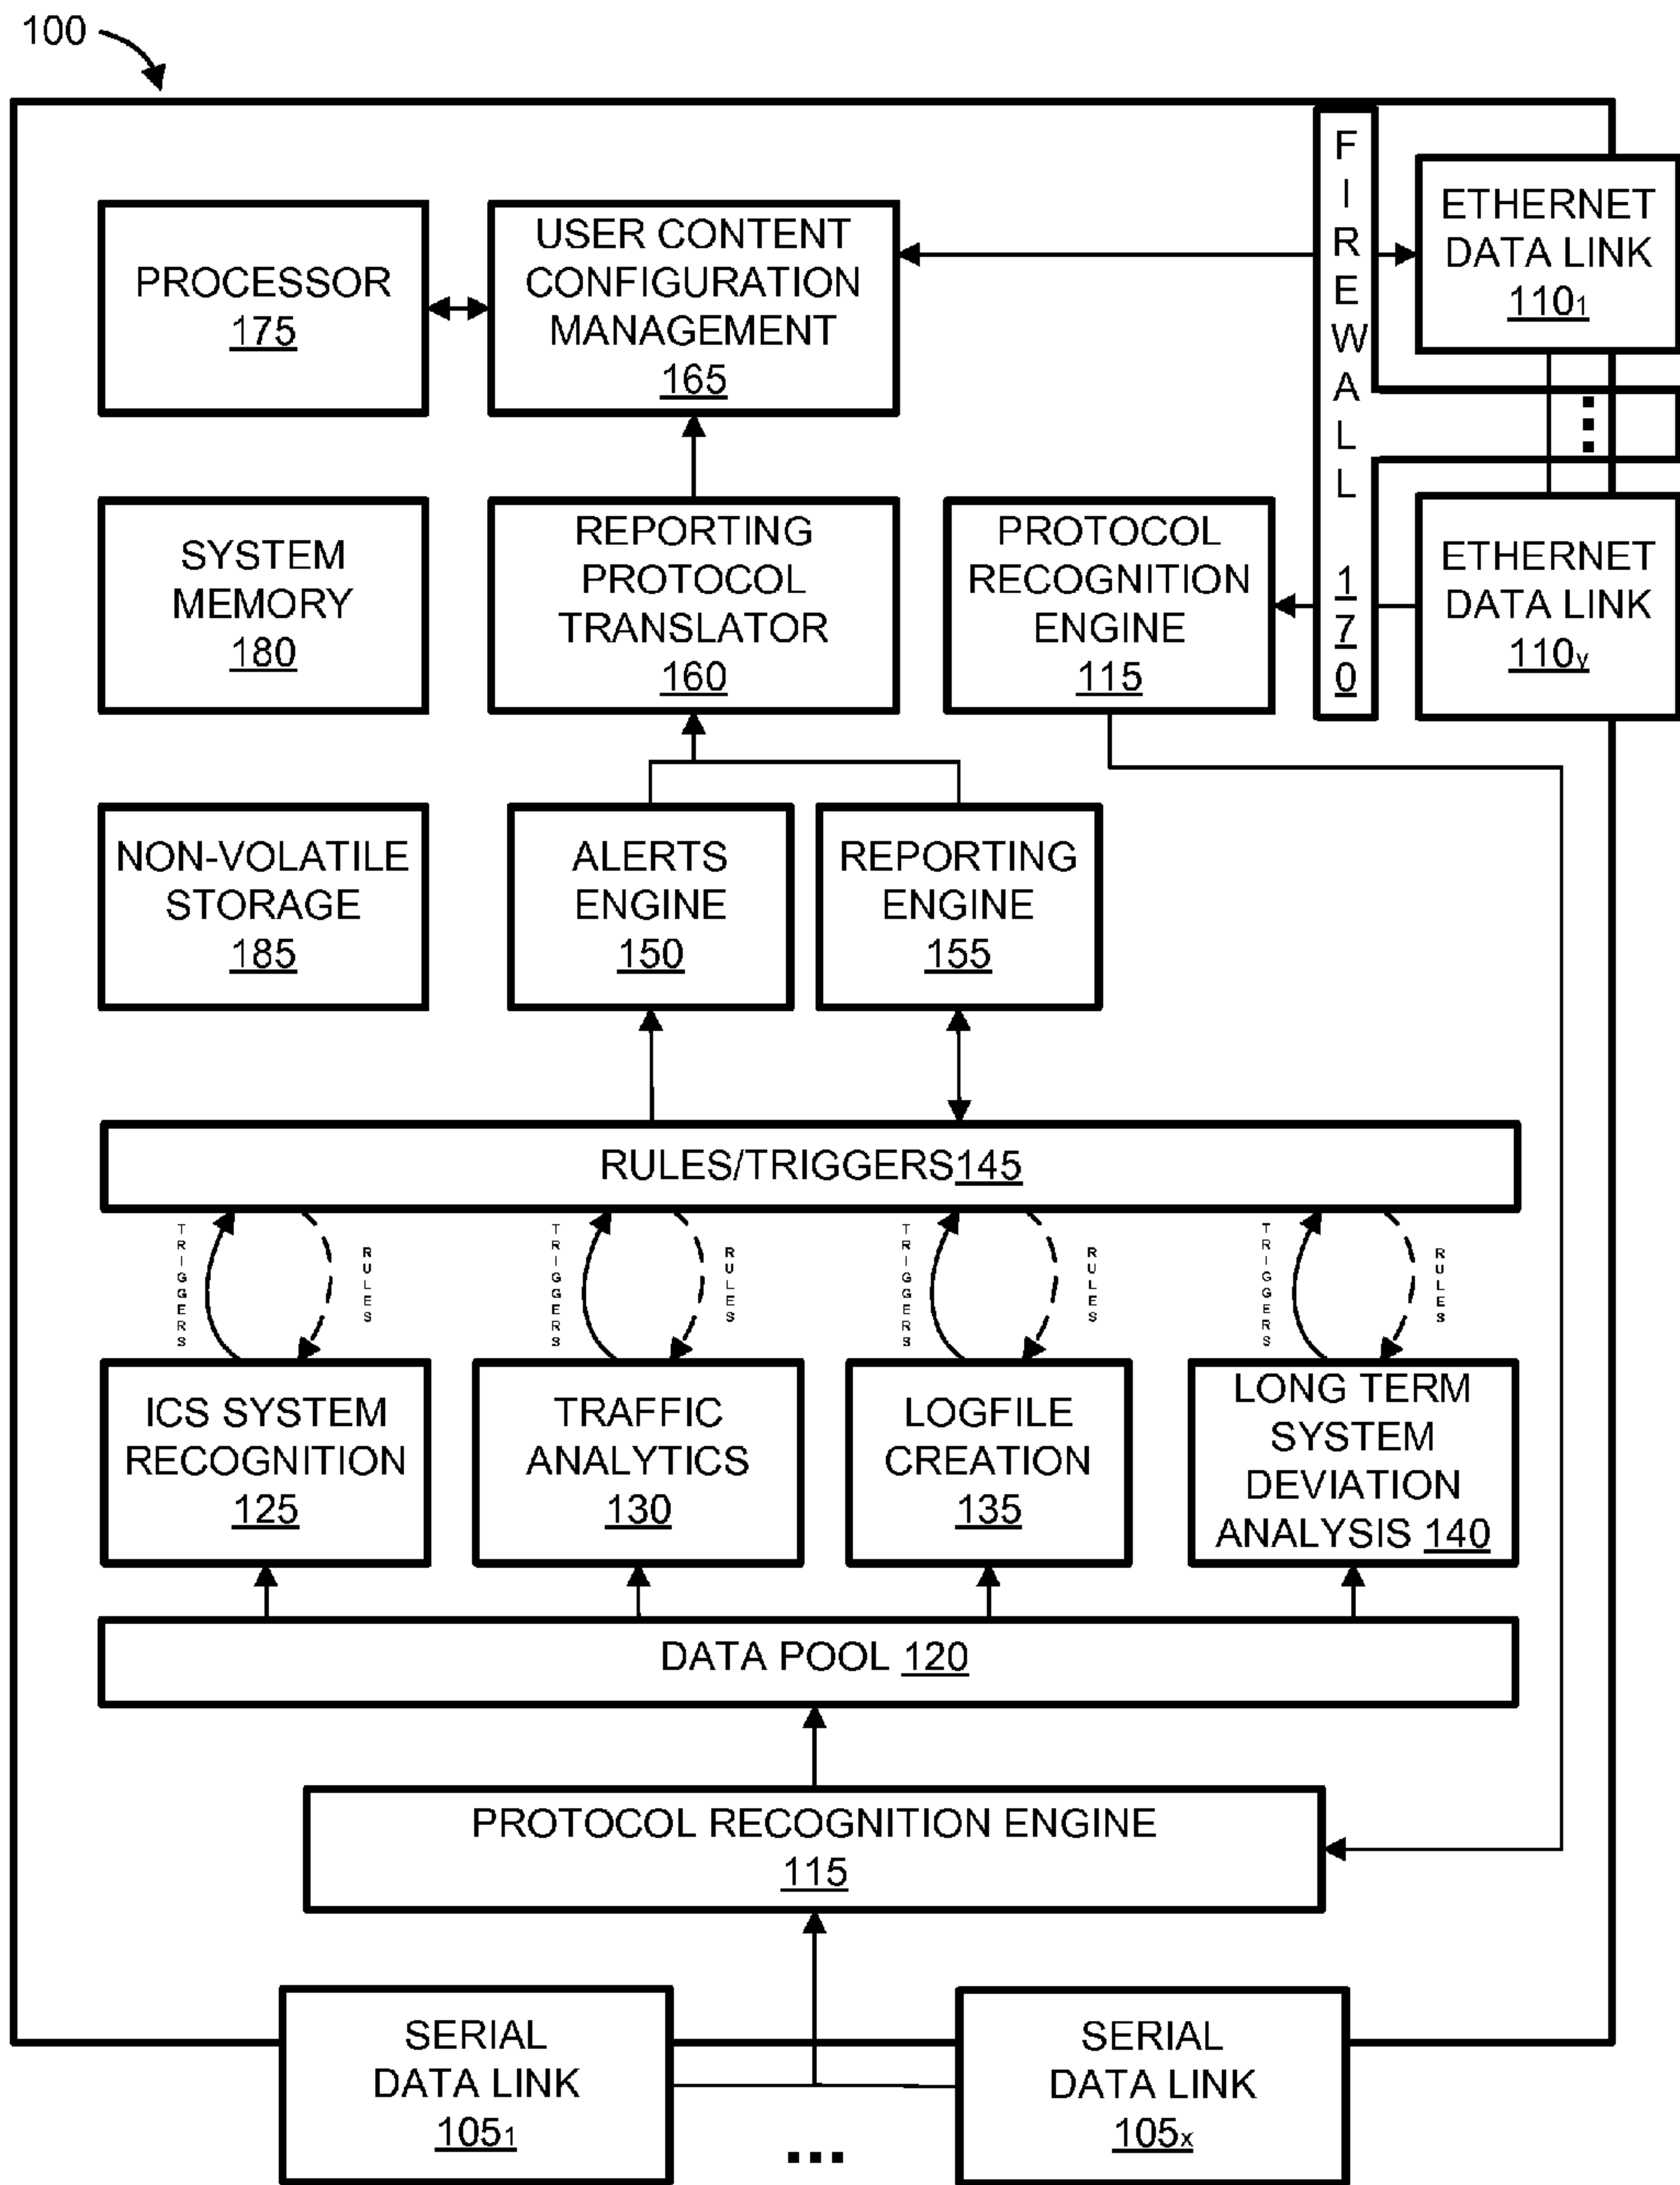 100
PROCESSOR
175
USER CONTENT
CONFIGURATION
MANAGEMENT
165
FIREWALL 170
ETHERNET
DATA LINK
110₁
SYSTEM
MEMORY
180
REPORTING
PROTOCOL
TRANSLATOR
160
PROTOCOL
RECOGNITION
ENGINE
115
ETHERNET
DATA LINK
110y
NON-VOLATILE
STORAGE
185
ALERTS
ENGINE
150
REPORTING
ENGINE
155
RULES/TRIGGERS145
TRIGGERS
RULES
TRIGGERS
RULES
TRIGGERS
RULES
TRIGGERS
RULES
ICS SYSTEM
RECOGNITION
125
TRAFFIC
ANALYTICS
130
LOGFILE
CREATION
135
LONG TERM
SYSTEM
DEVIATION
ANALYSIS 140
DATA POOL 120
PROTOCOL RECOGNITION ENGINE
115
SERIAL
DATA LINK
105₁
...
SERIAL
DATA LINK
105x